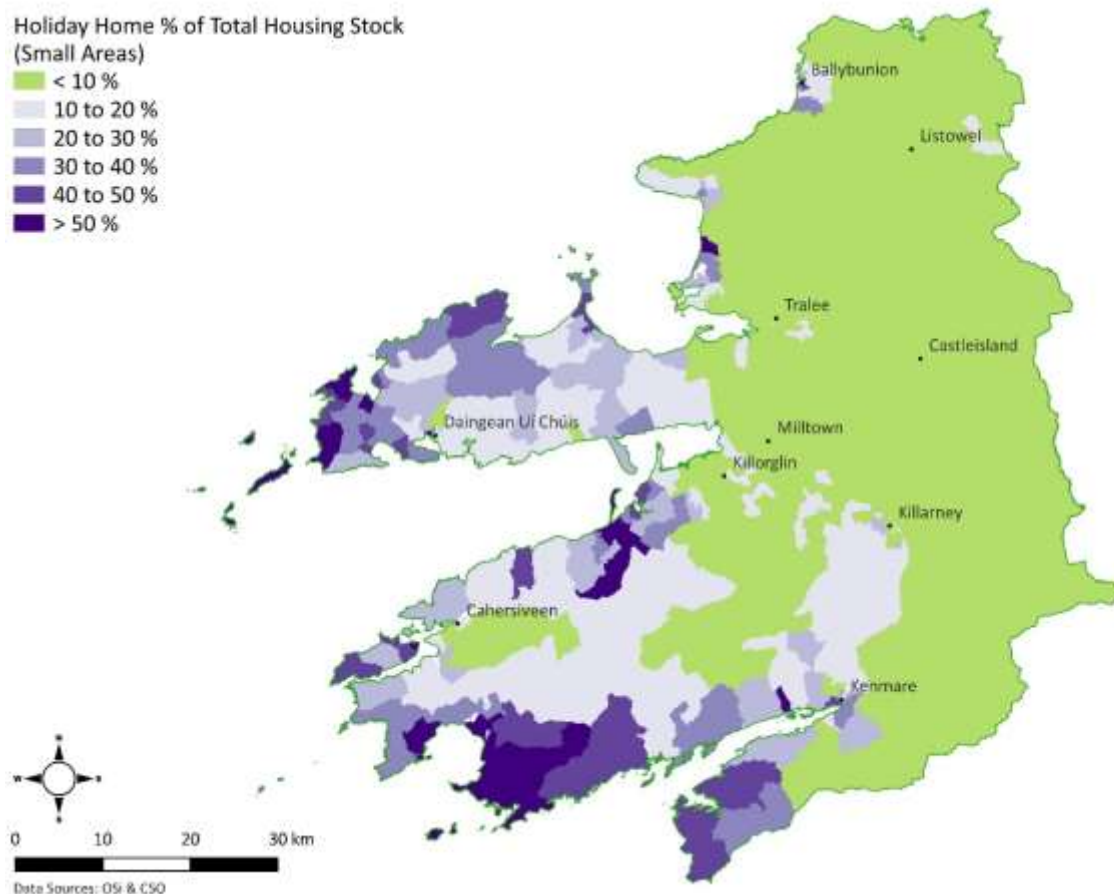 Holiday Home % of Total Housing Stock
(Small Areas)
< 10 %
10 to 20 %
20 to 30 %
30 to 40 %
40 to 50 %
> 50 %
Ballybunion
Listowel
Tralee
Castleisland
Daingean Uí Chúis
Milltown
Killorglin
Killarney
Cahersiveen
Kenmare
N
W E
S
0 10 20 30 km
Data Sources: OSi & CSO